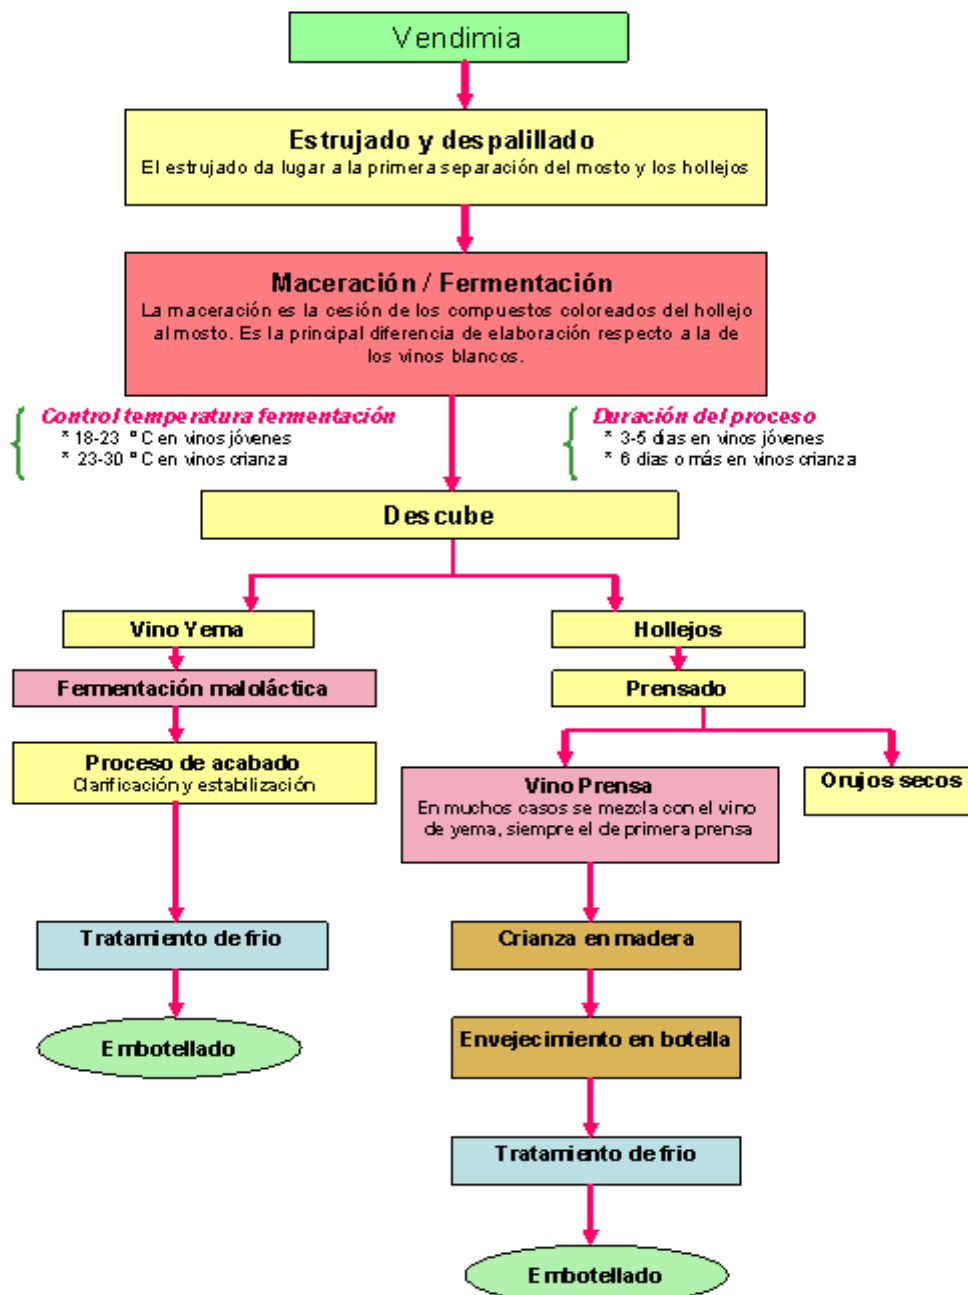 Vendimia
Estrujado y despalillado
El estrujado da lugar a la primera separación del mosto y los hollejos
Maceración / Fermentación
La maceración es la cesión de los compuestos coloreados del hollejo
al mosto. Es la principal diferencia de elaboración respecto a la de
los vinos blancos.
Control temperatura fermentación
* 18-23 ºC en vinos jóvenes
* 23-30 ºC en vinos crianza
Duración del proceso
* 3-5 días en vinos jóvenes
* 6 dias o más en vinos crianza
Descube
Vino Yema
Hollejos
Fermentación maloláctica
Prensado
Proceso de acabado
Clarificación y estabilización
Vino Prensa
En muchos casos se mezcla con el vino
de yema, siempre el de primera prensa
Orujos secos
Tratamiento de frio
Crianza en madera
Embotellado
Envejecimiento en botella
Tratamiento de frio
Embotellado